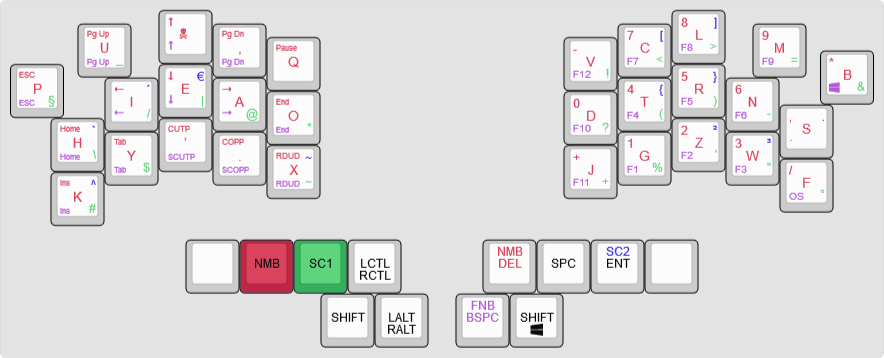 Pg Up
U
Pg Up _
↑
↑
Pg Dn
,
Pg Dn
Pause
Q
ESC
P
ESC §
← ´
I
← /
↓ €
E
↓ |
→
A
→ @
End
O
End *
Home `
H
Home \
Tab
Y
Tab $
CUTP
'
SCUTP
COPP
.
SCOPP
RDUD ~
X
RDUD ~
Ins ^
K
Ins #
-
V
F12 !
7 [
C
F7 <
8 ]
L
F8 >
9
M
F9 =
*
B
&
0
D
F10 ?
4 {
T
F4 (
5 }
R
F5 )
6
N
F6 -
S
+
J
F11 +
1
G
F1 %
2 ²
Z
F2
3 ³
W
F3
/
F
OS °
NMB
SC1
LCTL
RCTL
NMB
DEL
SPC
SC2
ENT
SHIFT
LALT
RALT
FNB
BSPC
SHIFT